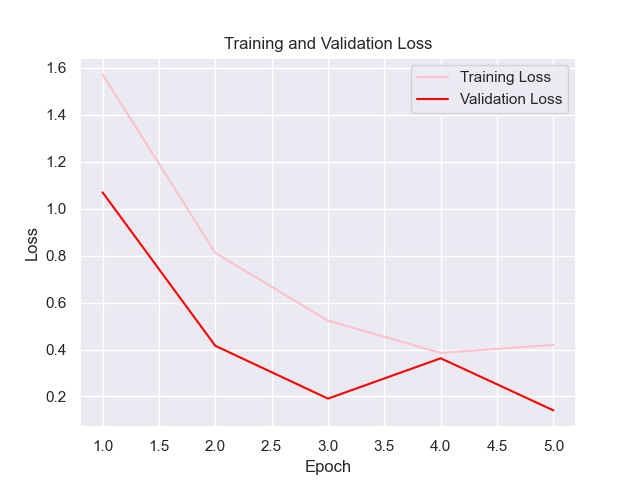 Training and Validation Loss
Training Loss
Validation Loss
1.6
1.4
1.2
1.0
0.8
0.6
0.4
0.2
Loss
1.0 1.5 2.0 2.5 3.0 3.5 4.0 4.5 5.0
Epoch